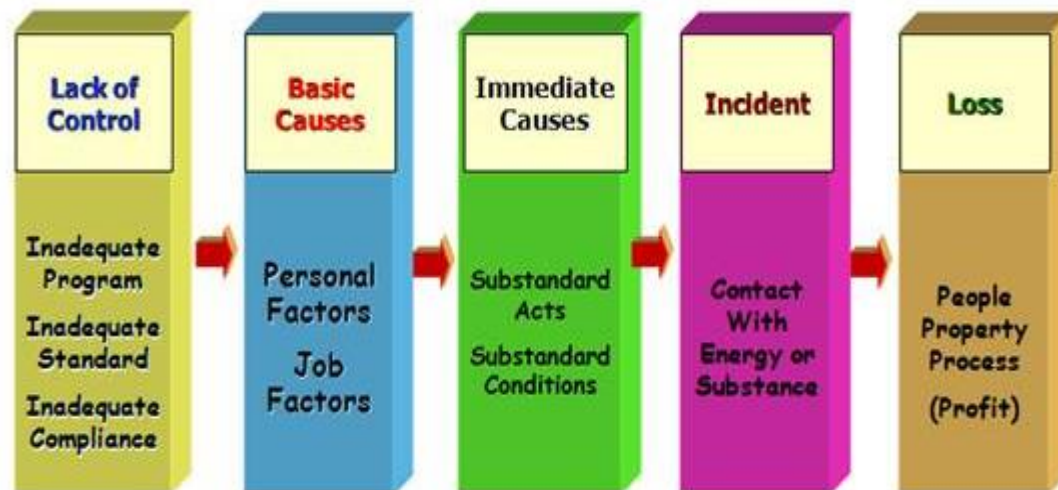 Lack of
Control
Inadequate
Program
Inadequate
Standard
Inadequate
Compliance
Basic
Causes
Personal
Factors
Job
Factors
Immediate
Causes
Substandard
Acts
Substandard
Conditions
Incident
Contact
With
Energy or
Substance
Loss
People
Property
Process
(Profit)